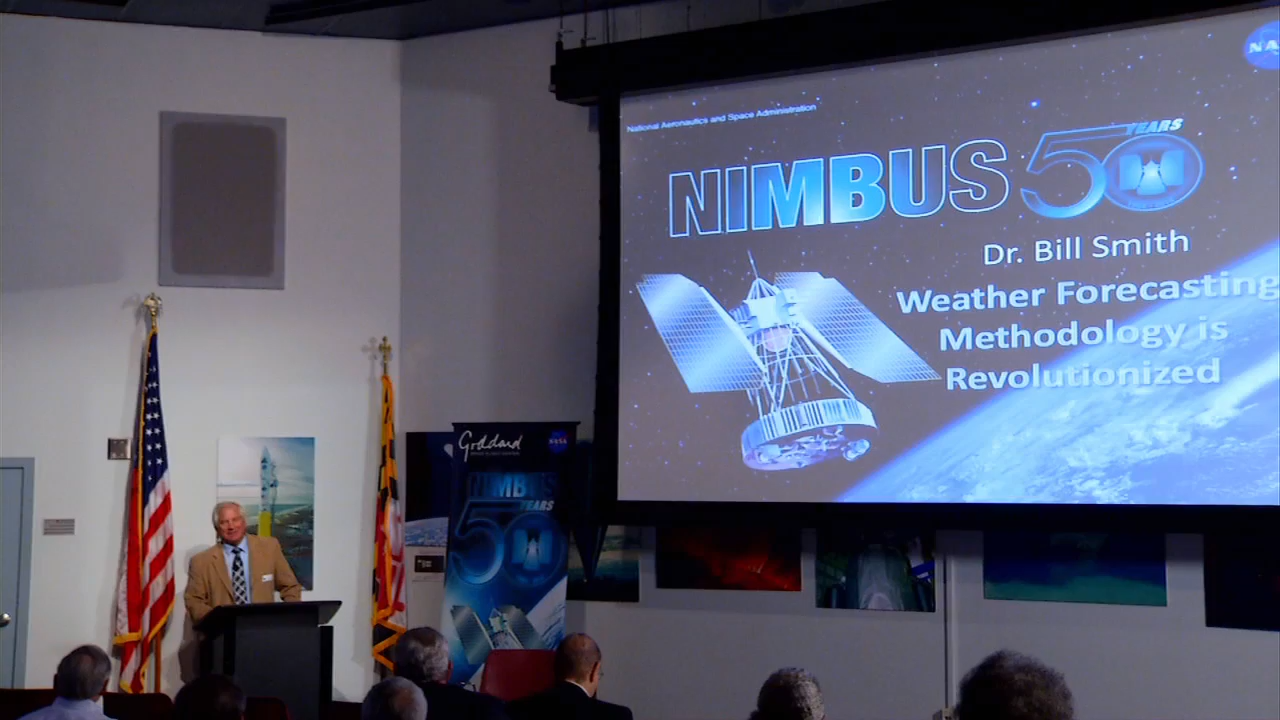 National Aeronautics and Space Administration
NA
NIMBUS 50
YEARS
Dr. Bill Smith
Weather Forecasting
Methodology is
Revolutionized
Goddard
NASA
NIMBUS
YEARS
50